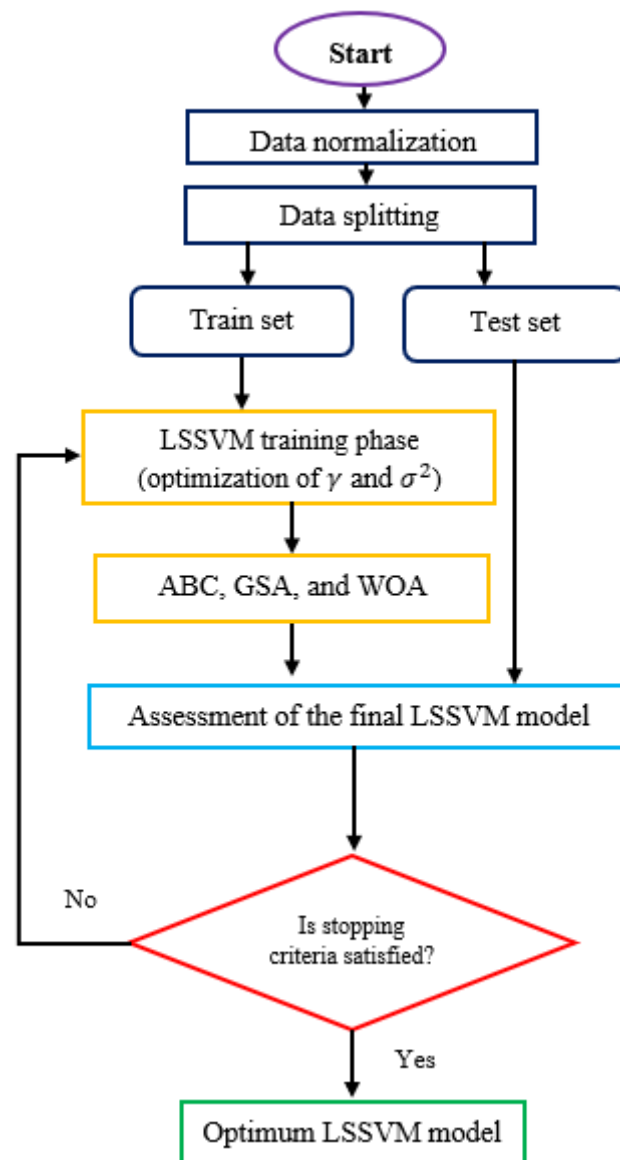 Start
Data normalization
Data splitting
Train set
Test set
LSSVM training phase
(optimization of γ and σ²)
ABC, GSA, and WOA
Assessment of the final LSSVM model
No
Is stopping
criteria satisfied?
Yes
Optimum LSSVM model